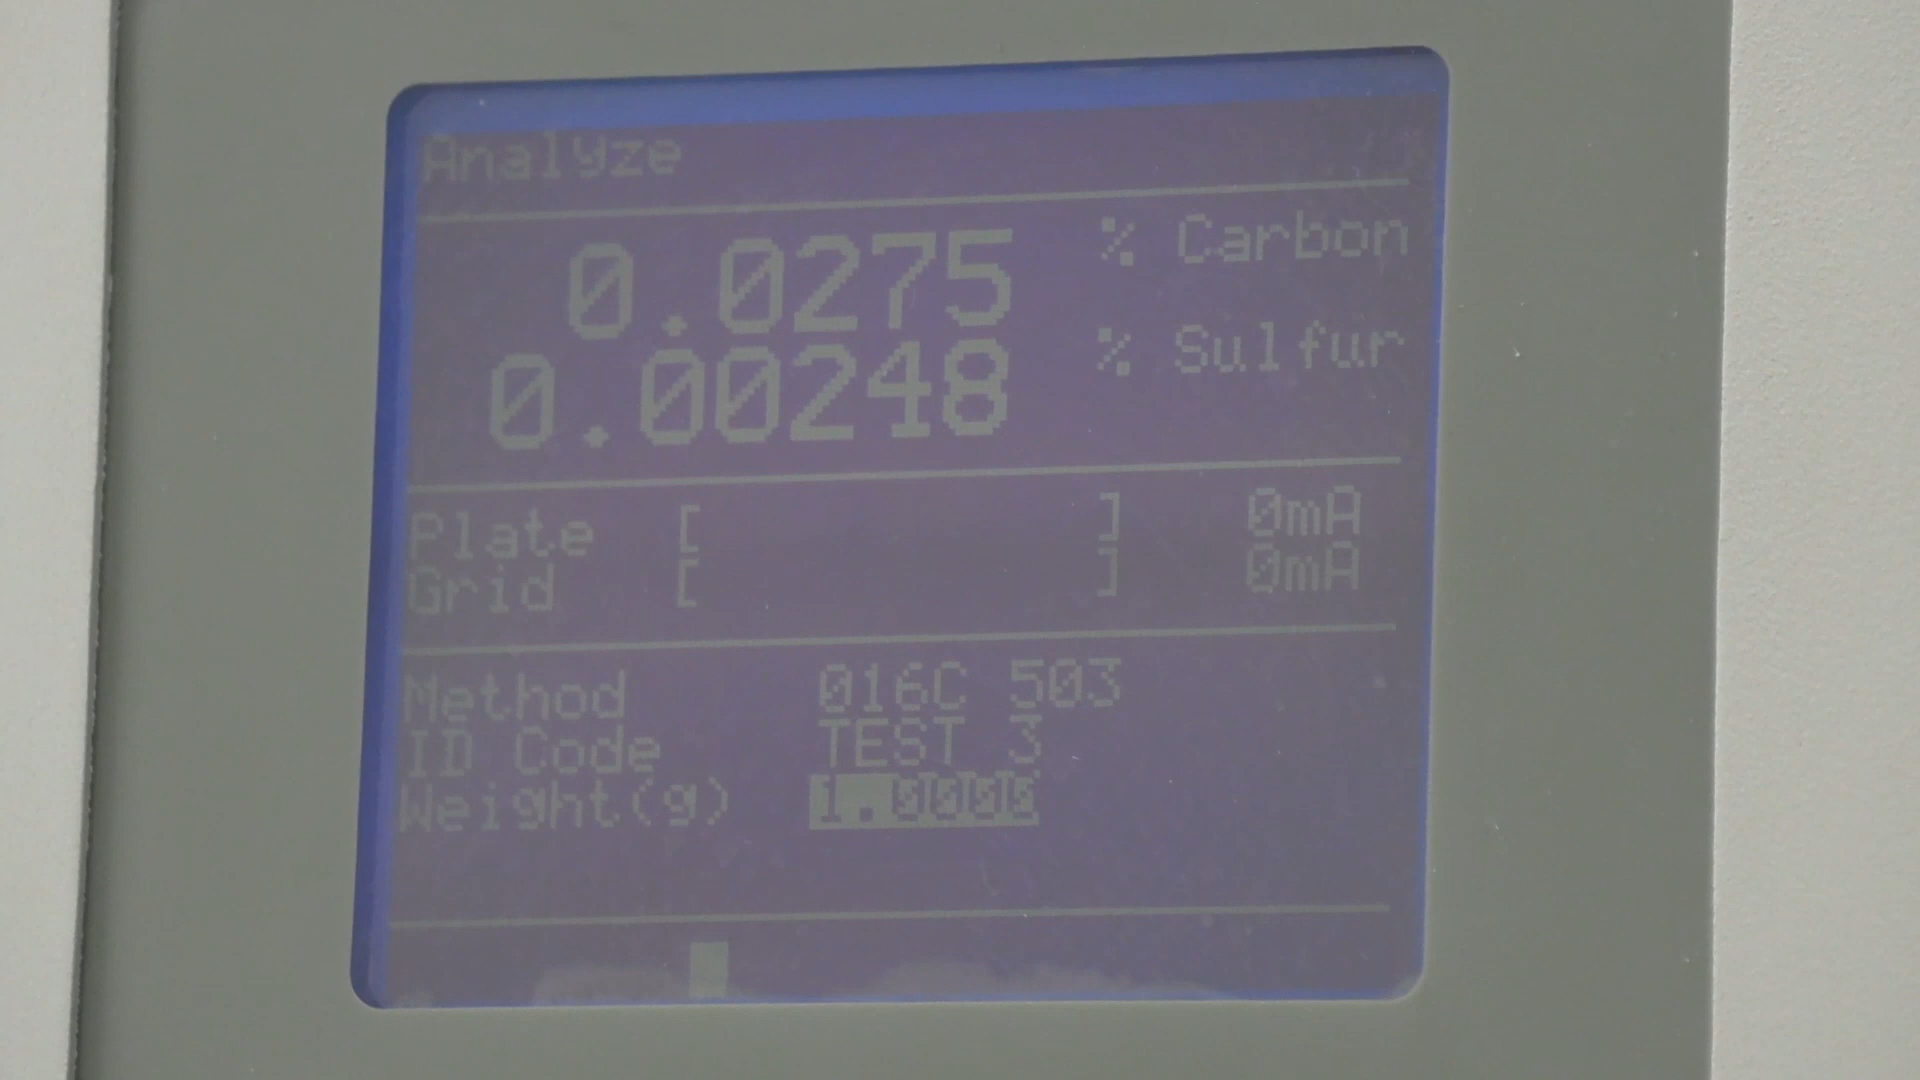 Analyze
0.0275 % Carbon
0.00248 % Sulfur
Plate [ ] 0mA
Grid [ ] 0mA
Method 016C 503
ID Code TEST 3
Weight(g) 1.0000